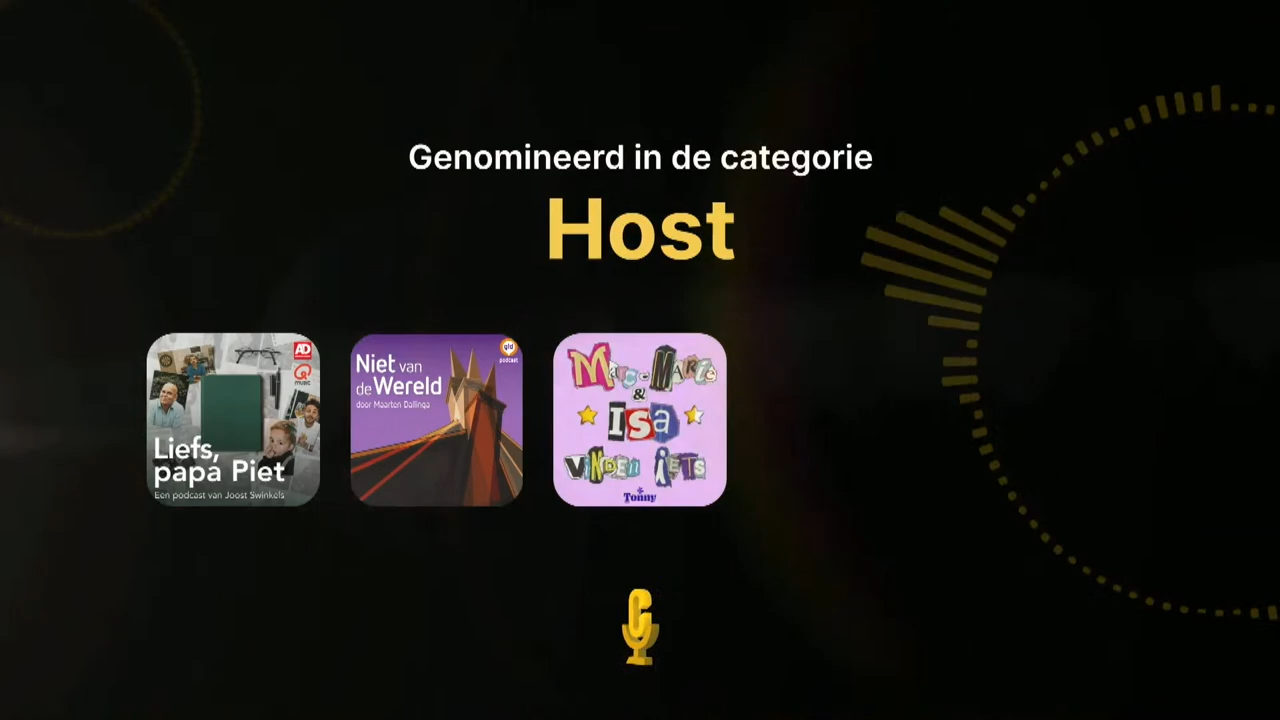 Genomineerd in de categorie
Host
AD
Q
music
Liefs,
papa Piet
Een podcast van Joost Swinkels
gld
podcast
Niet van
de Wereld
door Maarten Dallinga
Marc-Marie
&
Isa
VINDEN IETS
Tonny